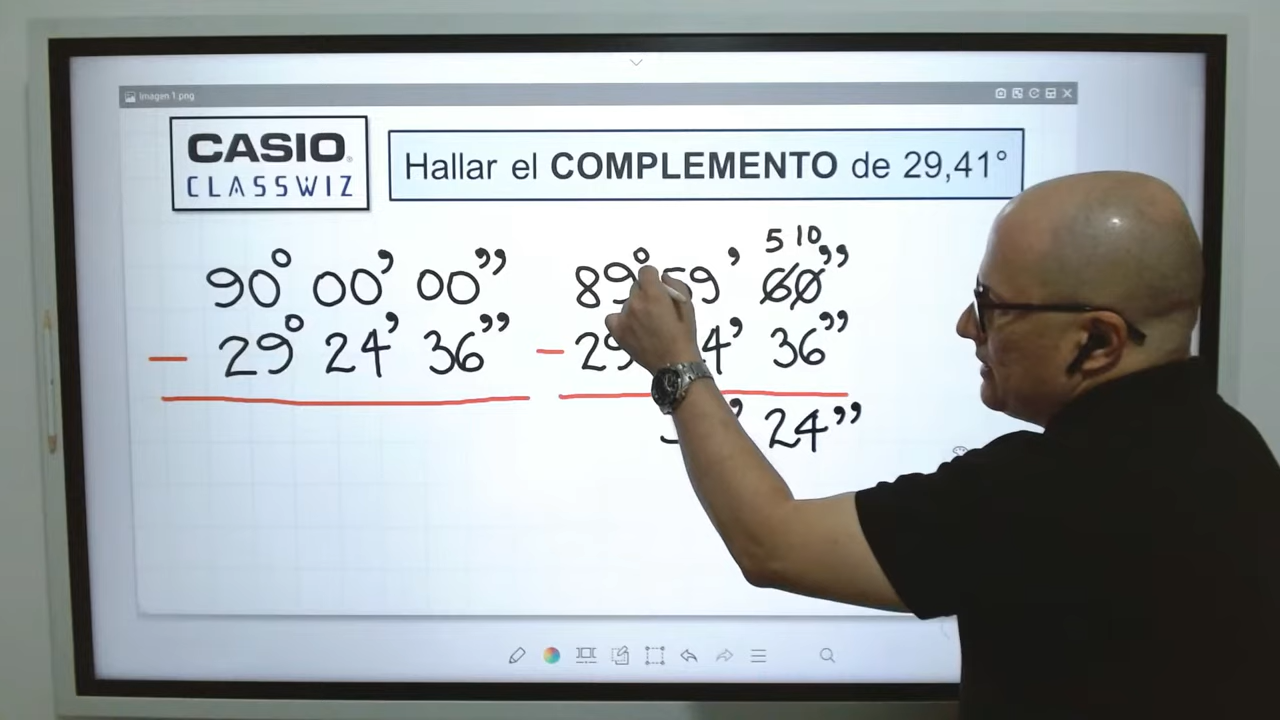 Imagen 1.png
CASIO
CLASSWIZ
Hallar el COMPLEMENTO de 29,41°
90° 00’ 00”
− 29° 24’ 36”
5 10
89° 59’ 60”
− 36”
24”